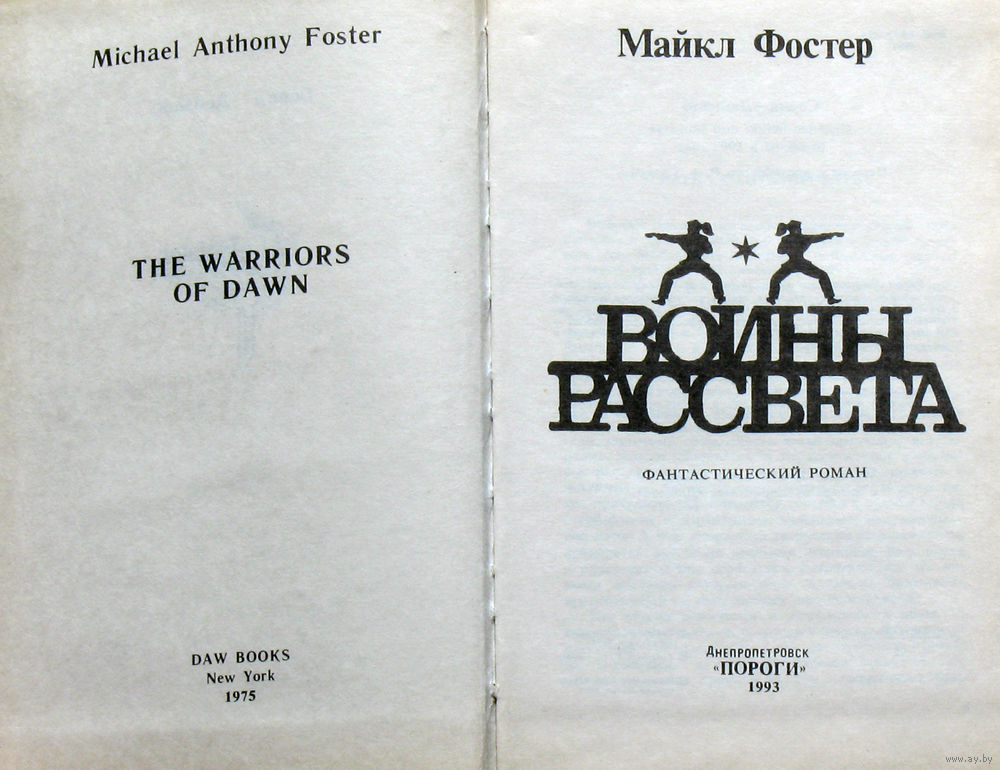 Michael Anthony Foster
THE WARRIORS
OF DAWN
DAW BOOKS
New York
1975
Майкл Фостер
ВОИНЫ
РАССВЕТА
ФАНТАСТИЧЕСКИЙ РОМАН
ДНЕПРОПЕТРОВСК
«ПОРОГИ»
1993
www.ay.by